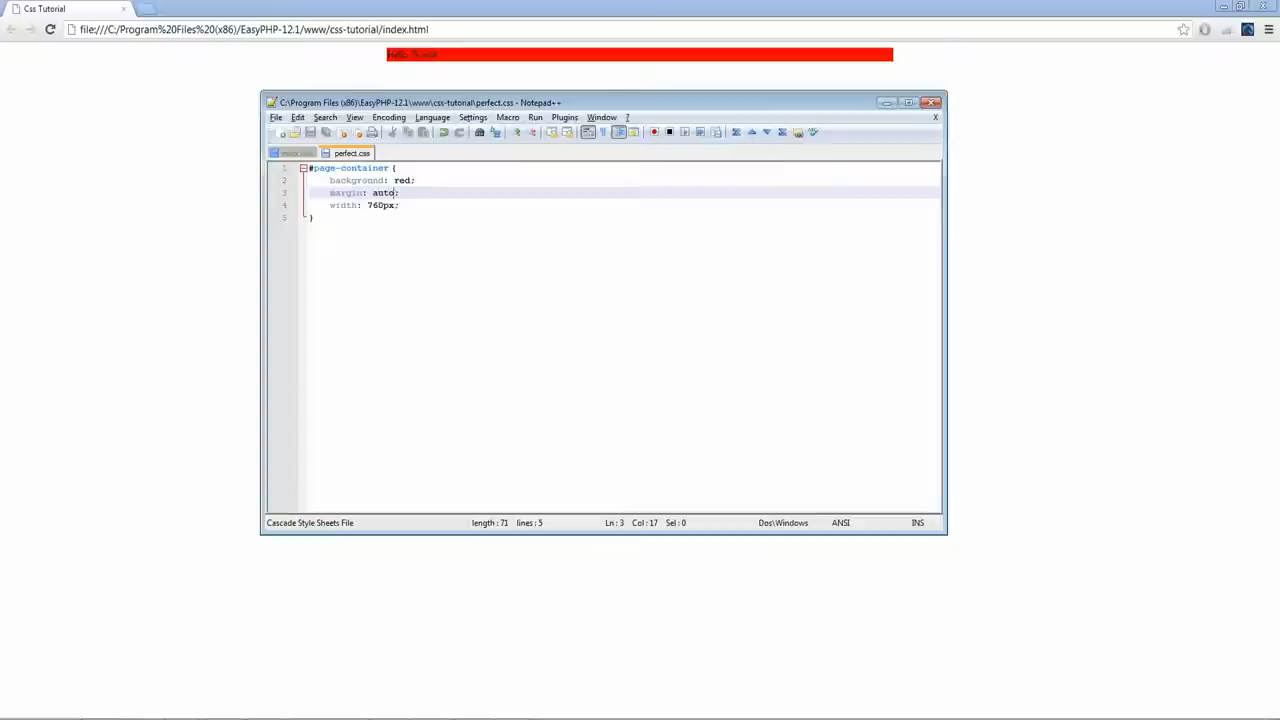 Css Tutorial
file:///C:/Program%20Files%20(x86)/EasyPHP-12.1/www/css-tutorial/index.html
Hello
C:\Program Files (x86)\EasyPHP-12.1\www\css-tutorial\perfect.css - Notepad++
File Edit Search View Encoding Language Settings Macro Run Plugins Window ? X
perfect.css
1 #page-container {
2 background: red;
3 margin: auto;
4 width: 760px;
5 }
Cascade Style Sheets File length : 71 lines : 5 Ln : 3 Col : 17 Sel : 0 Dos\Windows ANSI INS